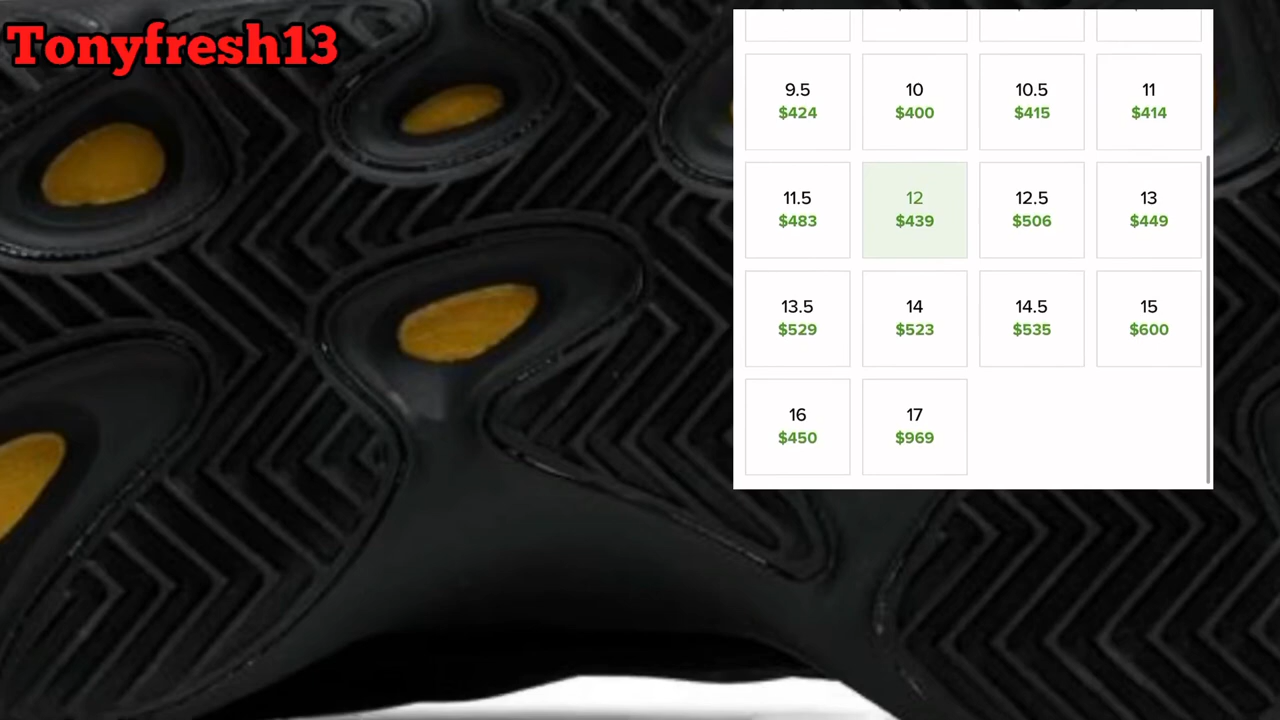 Tonyfresh13
9.5 10 10.5 11
$424 $400 $415 $414
11.5 12 12.5 13
$483 $439 $506 $449
13.5 14 14.5 15
$529 $523 $535 $600
16 17
$450 $969